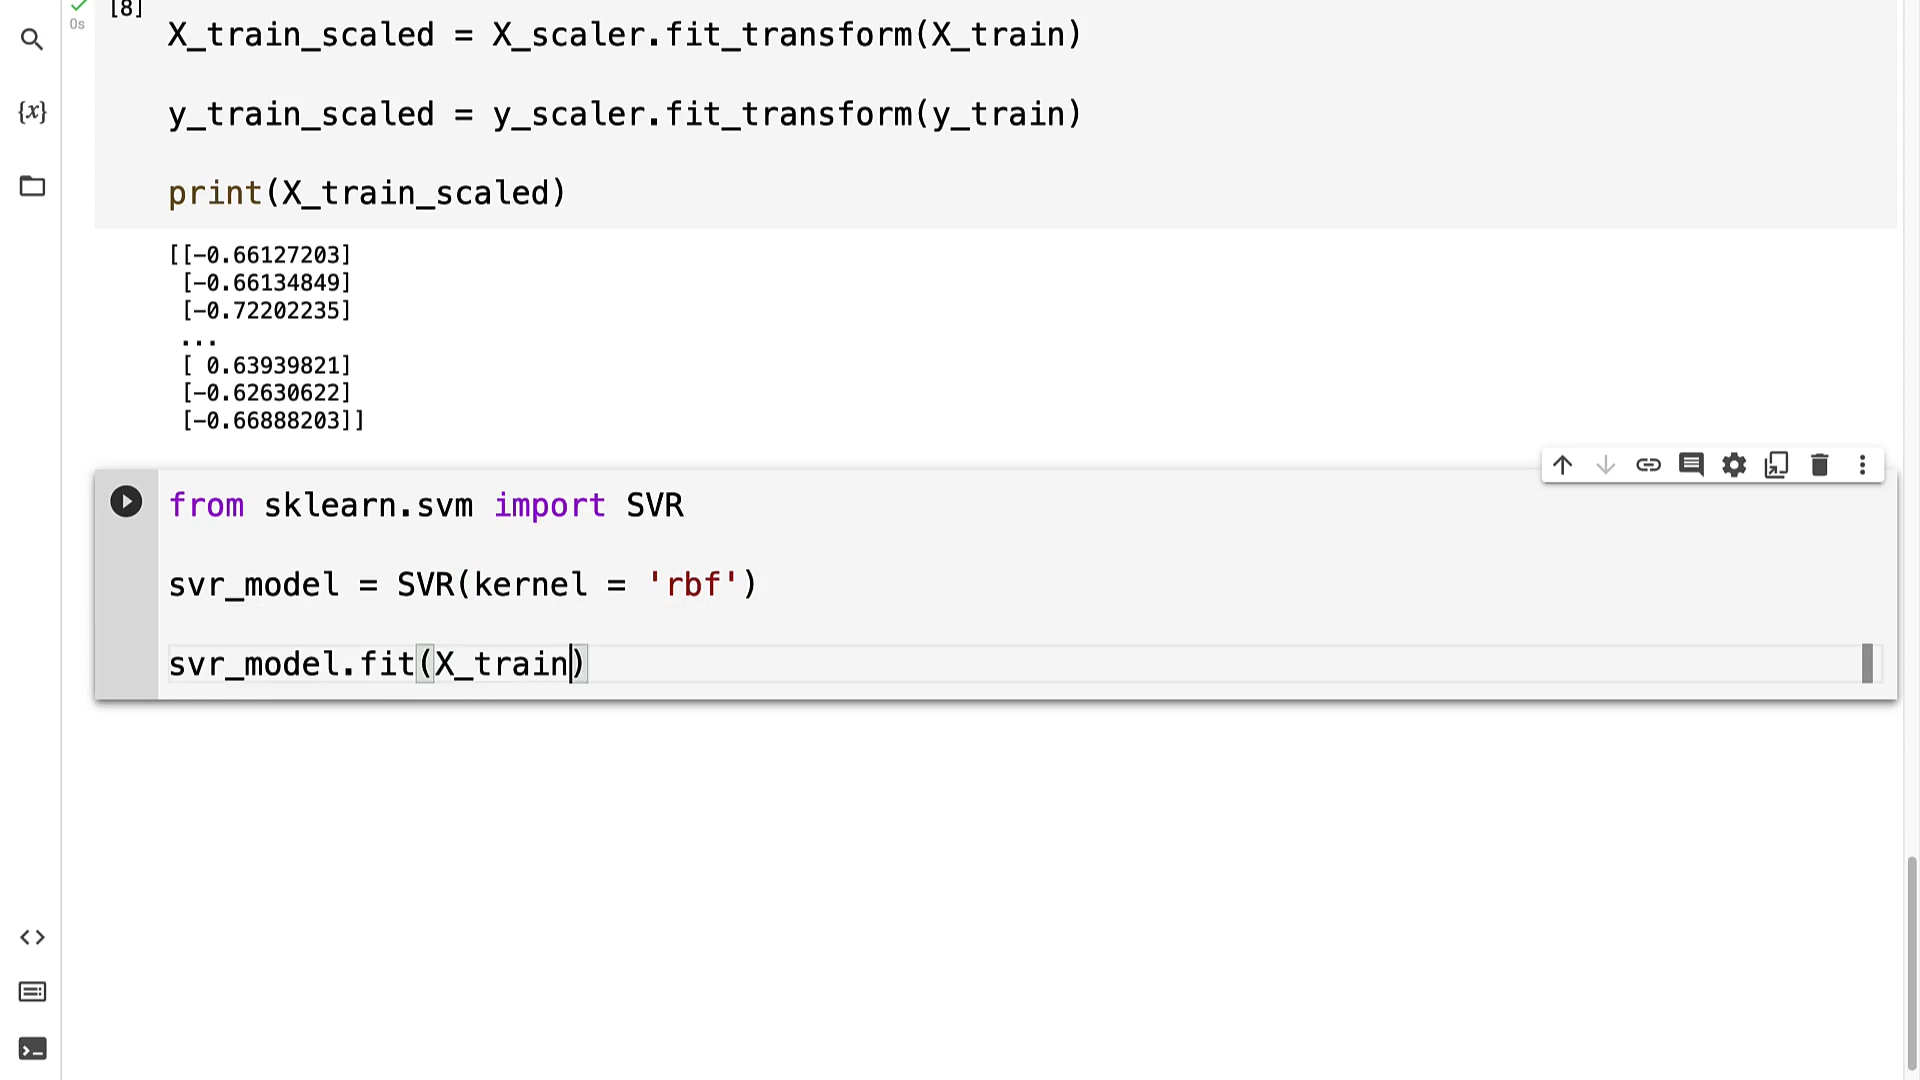 [8]
0s
X_train_scaled = X_scaler.fit_transform(X_train)
{x}
y_train_scaled = y_scaler.fit_transform(y_train)
print(X_train_scaled)
[[-0.66127203]
[-0.66134849]
[-0.72202235]
...
[ 0.63939821]
[-0.62630622]
[-0.66888203]]
from sklearn.svm import SVR
svr_model = SVR(kernel = 'rbf')
svr_model.fit(X_train)